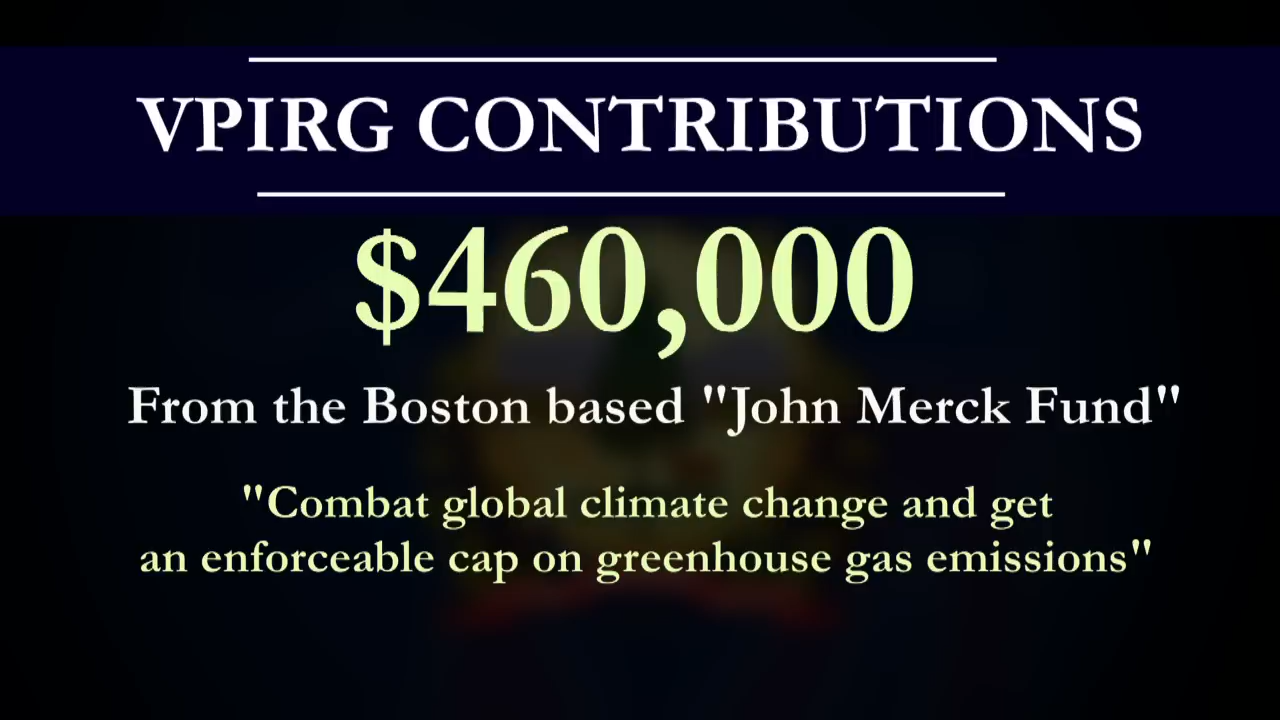 VPIRG CONTRIBUTIONS
$460,000
From the Boston based "John Merck Fund"
"Combat global climate change and get
an enforceable cap on greenhouse gas emissions"